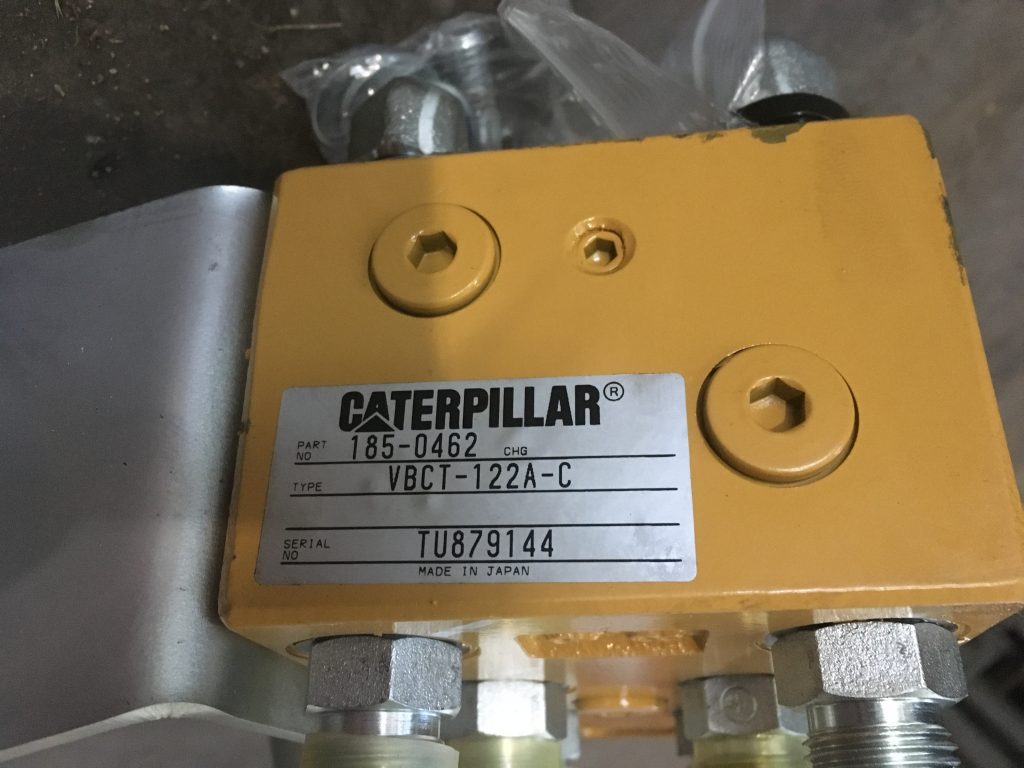 CATERPILLAR®
PART NO 185-0462 CHG
TYPE VBCT-122A-C
SERIAL NO TU879144
MADE IN JAPAN